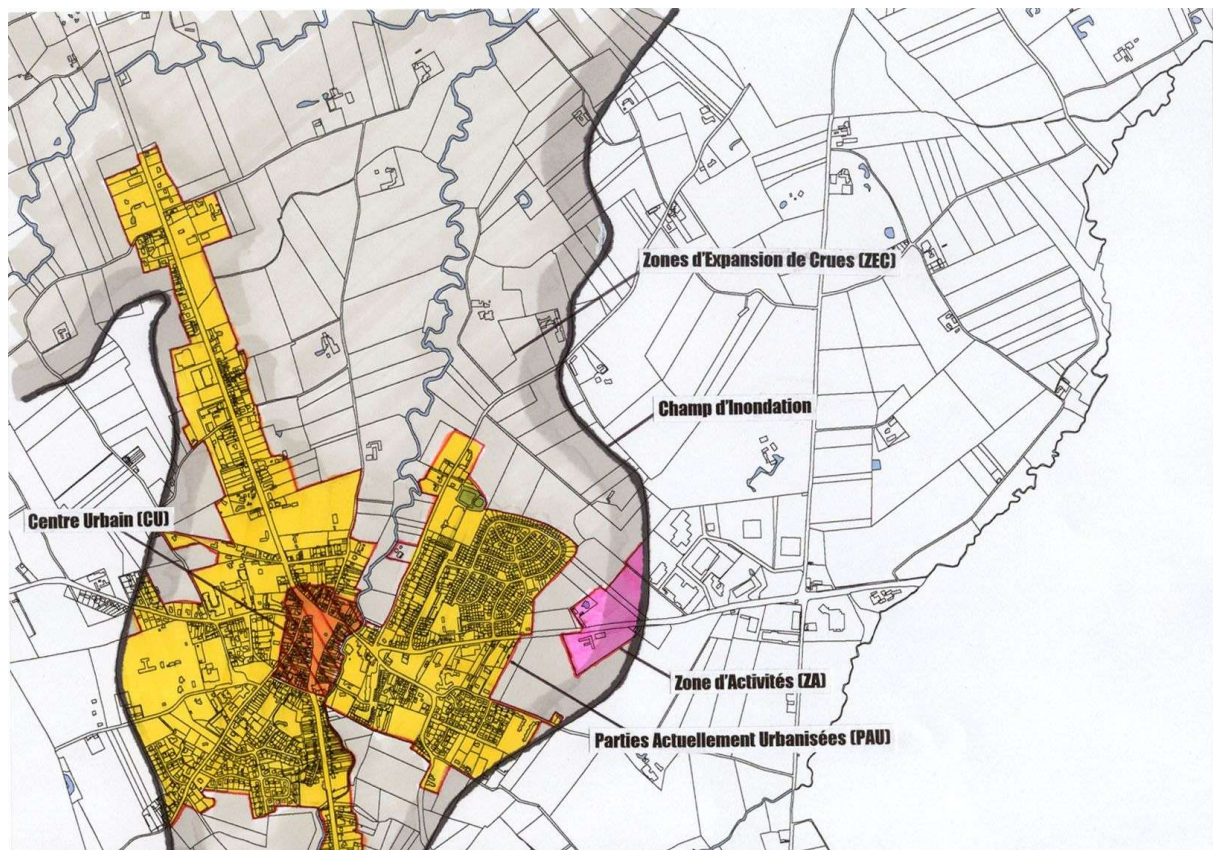 Zones d'Expansion de Crues (ZEC)
Champ d'Inondation
Centre Urbain (CU)
Zone d'Activités (ZA)
Parties Actuellement Urbanisées (PAU)